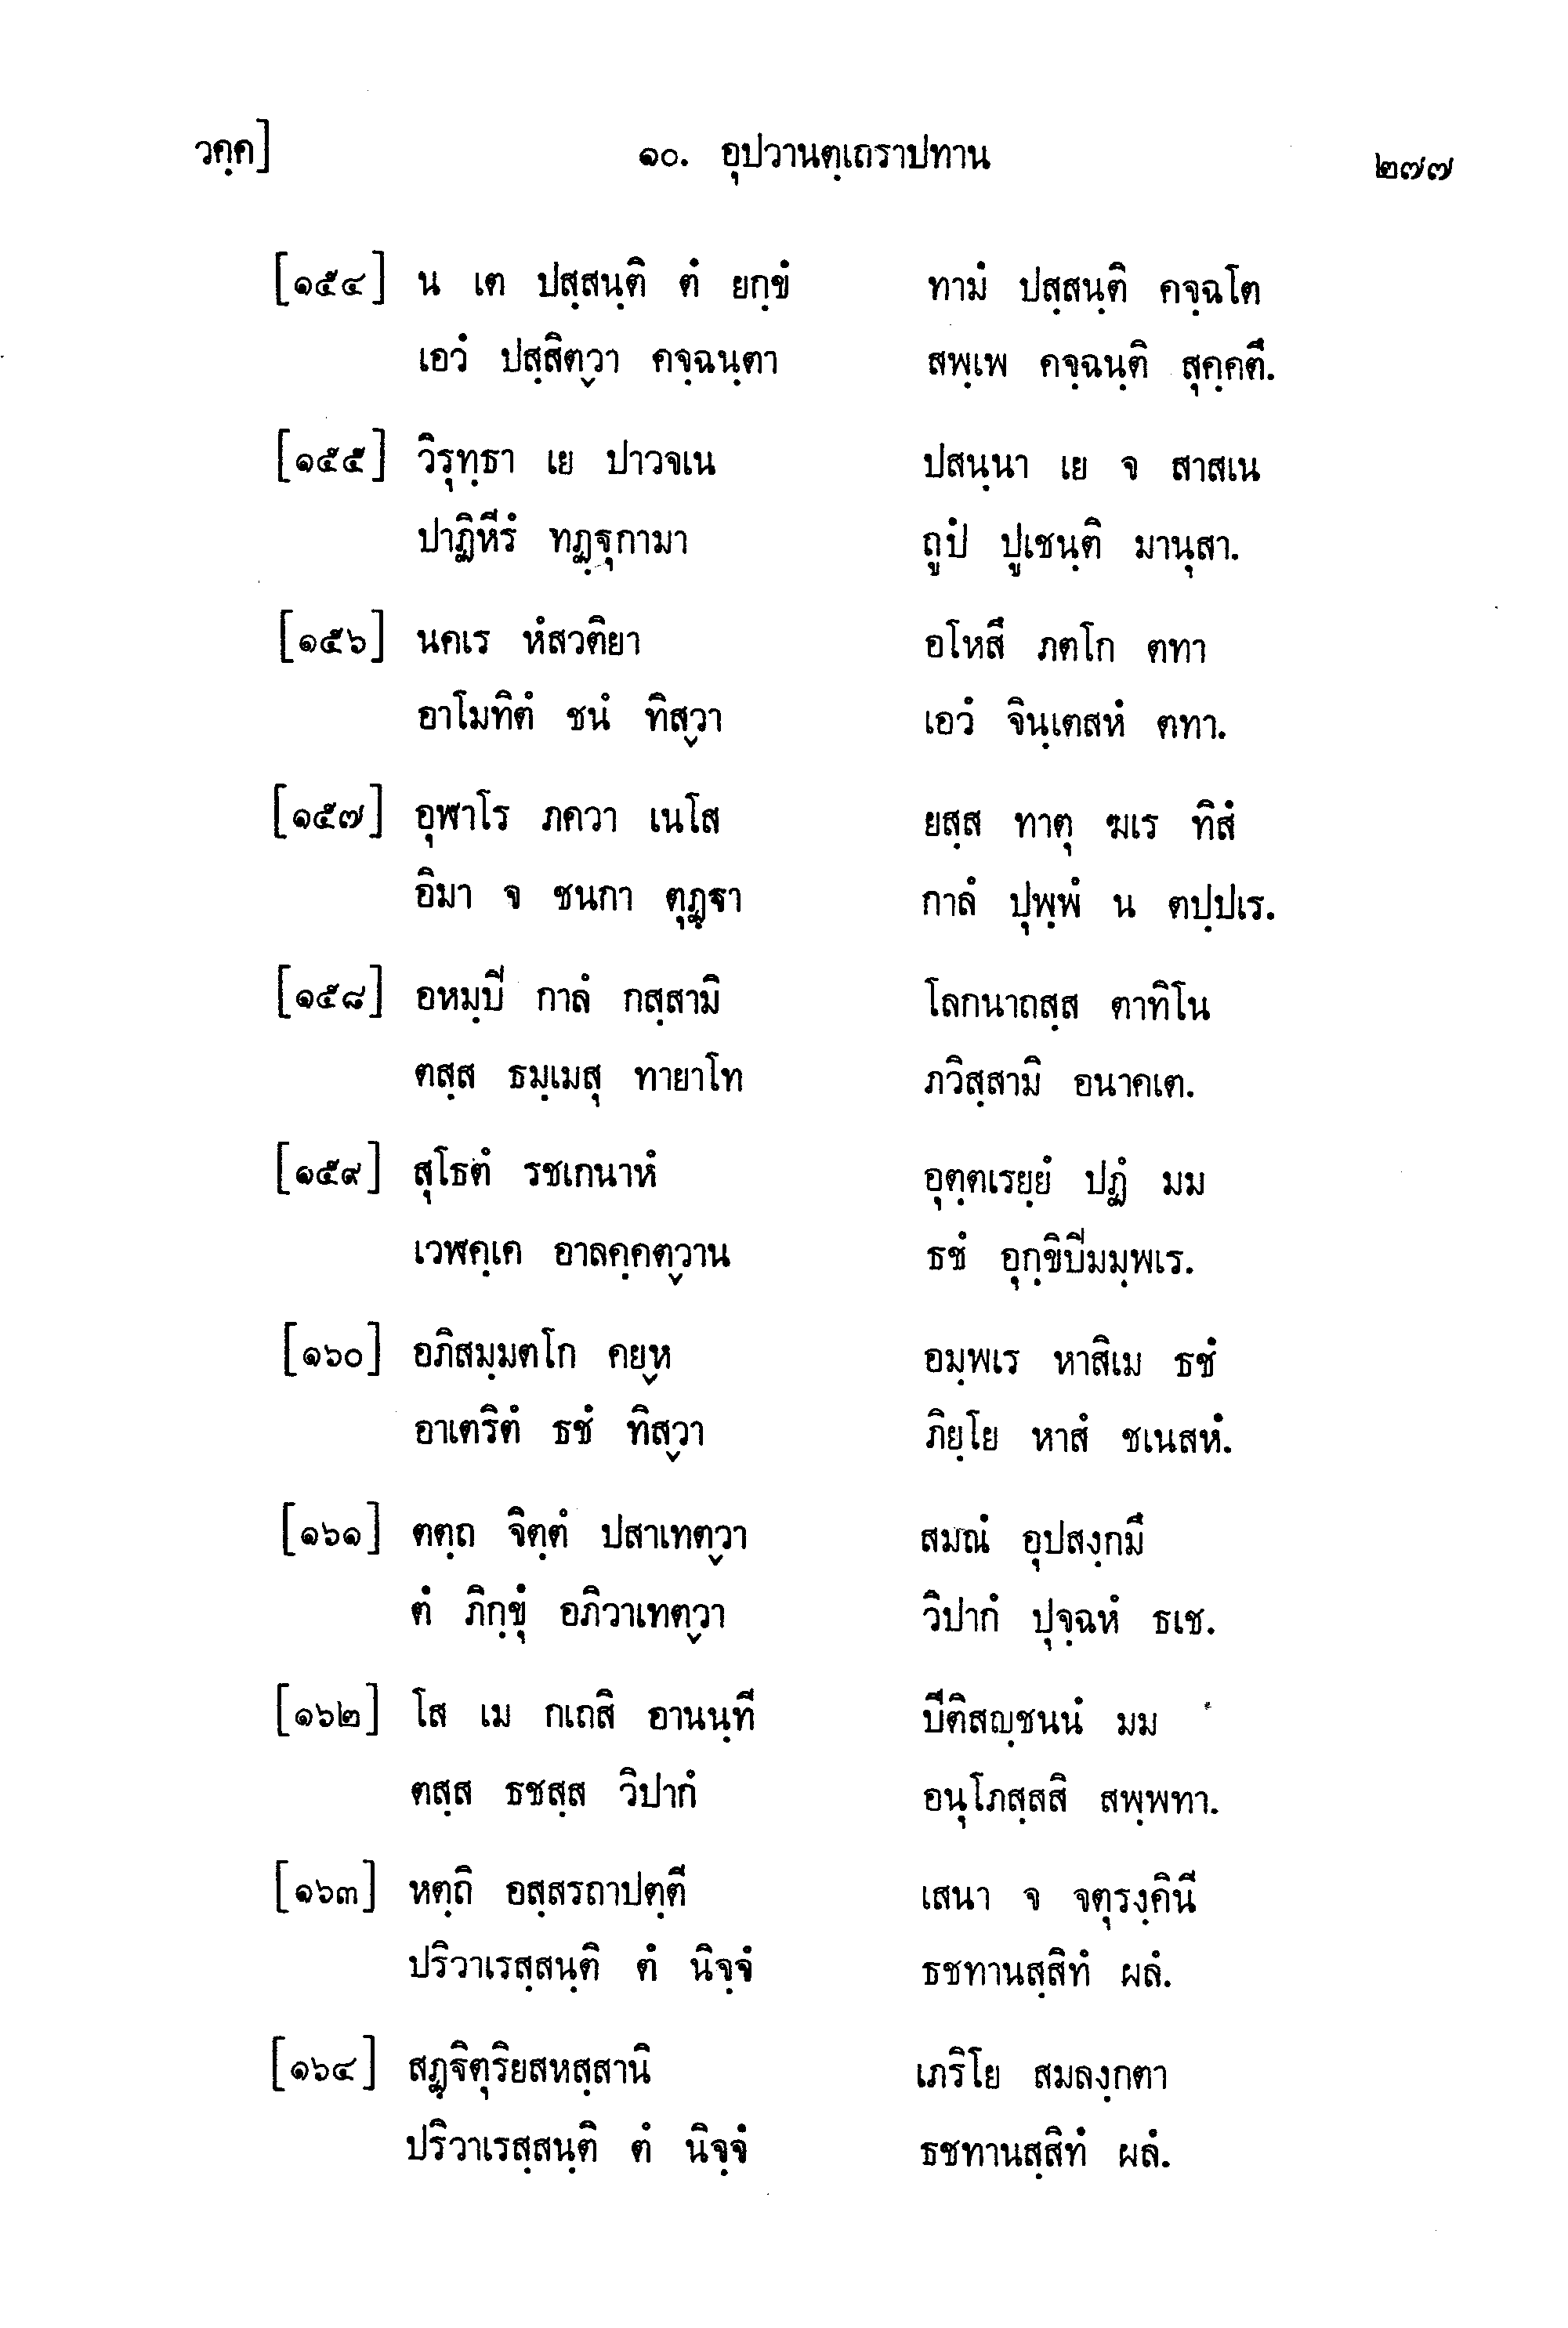 วคฺค] ๑๐. อุปวานตฺเถราปทาน ๒๗๗
[๑๕๔] น เต ปสฺสนฺติ ตํ ยกฺขํ ทามํ ปสฺสนฺติ คจฺฉโต
เอวํ ปสฺสิตฺวา คจฺฉนฺตา สพฺเพ คจฺฉนฺติ สุคฺคตึ.
[๑๕๕] วิรุทฺธา เย ปาวจเน ปสนฺนา เย จ สาสเน
ปาฏิหีรํ ทฏฺฐุกามา ถูปํ ปูเชนฺติ มานุสา.
[๑๕๖] นคเร หํสวติยา อโหสึ ภตโก ตทา
อาโมทิตํ ชนํ ทิสฺวา เอวํ จินฺเตสหํ ตทา.
[๑๕๗] อุฬาโร ภควา เนโส ยสฺส ทาตุ ฆเร ทิสํ
อิมา จ ชนกา ตุฏฺฐา กาลํ ปุพฺพํ น ตปฺปเร.
[๑๕๘] อหมฺปิ กาลํ กสฺสามิ โลกนาถสฺส ตาทิโน
ตสฺส ธมฺเมสุ ทายาโท ภวิสฺสามิ อนาคเต.
[๑๕๙] สุโธตํ รชเกนาหํ อุตฺตเรยฺยํ ปฏํ มม
เวฬคฺเค อาลคฺคตฺวาน ธชํ อุกฺขิปิมมฺพเร.
[๑๖๐] อภิสมฺมตโก คยฺห อมฺพเร หาสิเม ธชํ
อาเตริตํ ธชํ ทิสฺวา ภิยฺโย หาสํ ชเนสหํ.
[๑๖๑] ตตฺถ จิตฺตํ ปสาเทตฺวา สมณํ อุปสงฺกมึ
ตํ ภิกฺขุํ อภิวาเทตฺวา วิปากํ ปุจฺฉหํ ธเช.
[๑๖๒] โส เม กเถสิ อานนฺที ปีติสญฺชนนํ มม
ตสฺส ธชสฺส วิปากํ อนุโภสฺสสิ สพฺพทา.
[๑๖๓] หตฺถิ อสฺสรถาปตฺตี เสนา จ จตุรงฺคินี
ปริวาเรสฺสนฺติ ตํ นิจฺจํ ธชทานสฺสิทํ ผลํ.
[๑๖๔] สฏฺฐิตุริยสหสฺสานิ เภริโย สมลงฺกตา
ปริวาเรสฺสนฺติ ตํ นิจฺจํ ธชทานสฺสิทํ ผลํ.